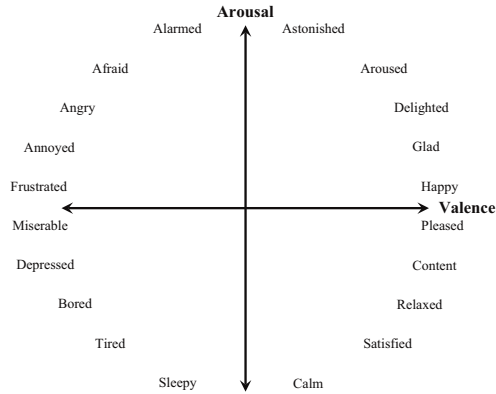 Arousal
Alarmed
Astonished
Afraid
Aroused
Angry
Delighted
Annoyed
Glad
Frustrated
Happy
Valence
Miserable
Pleased
Depressed
Content
Bored
Relaxed
Tired
Satisfied
Sleepy
Calm